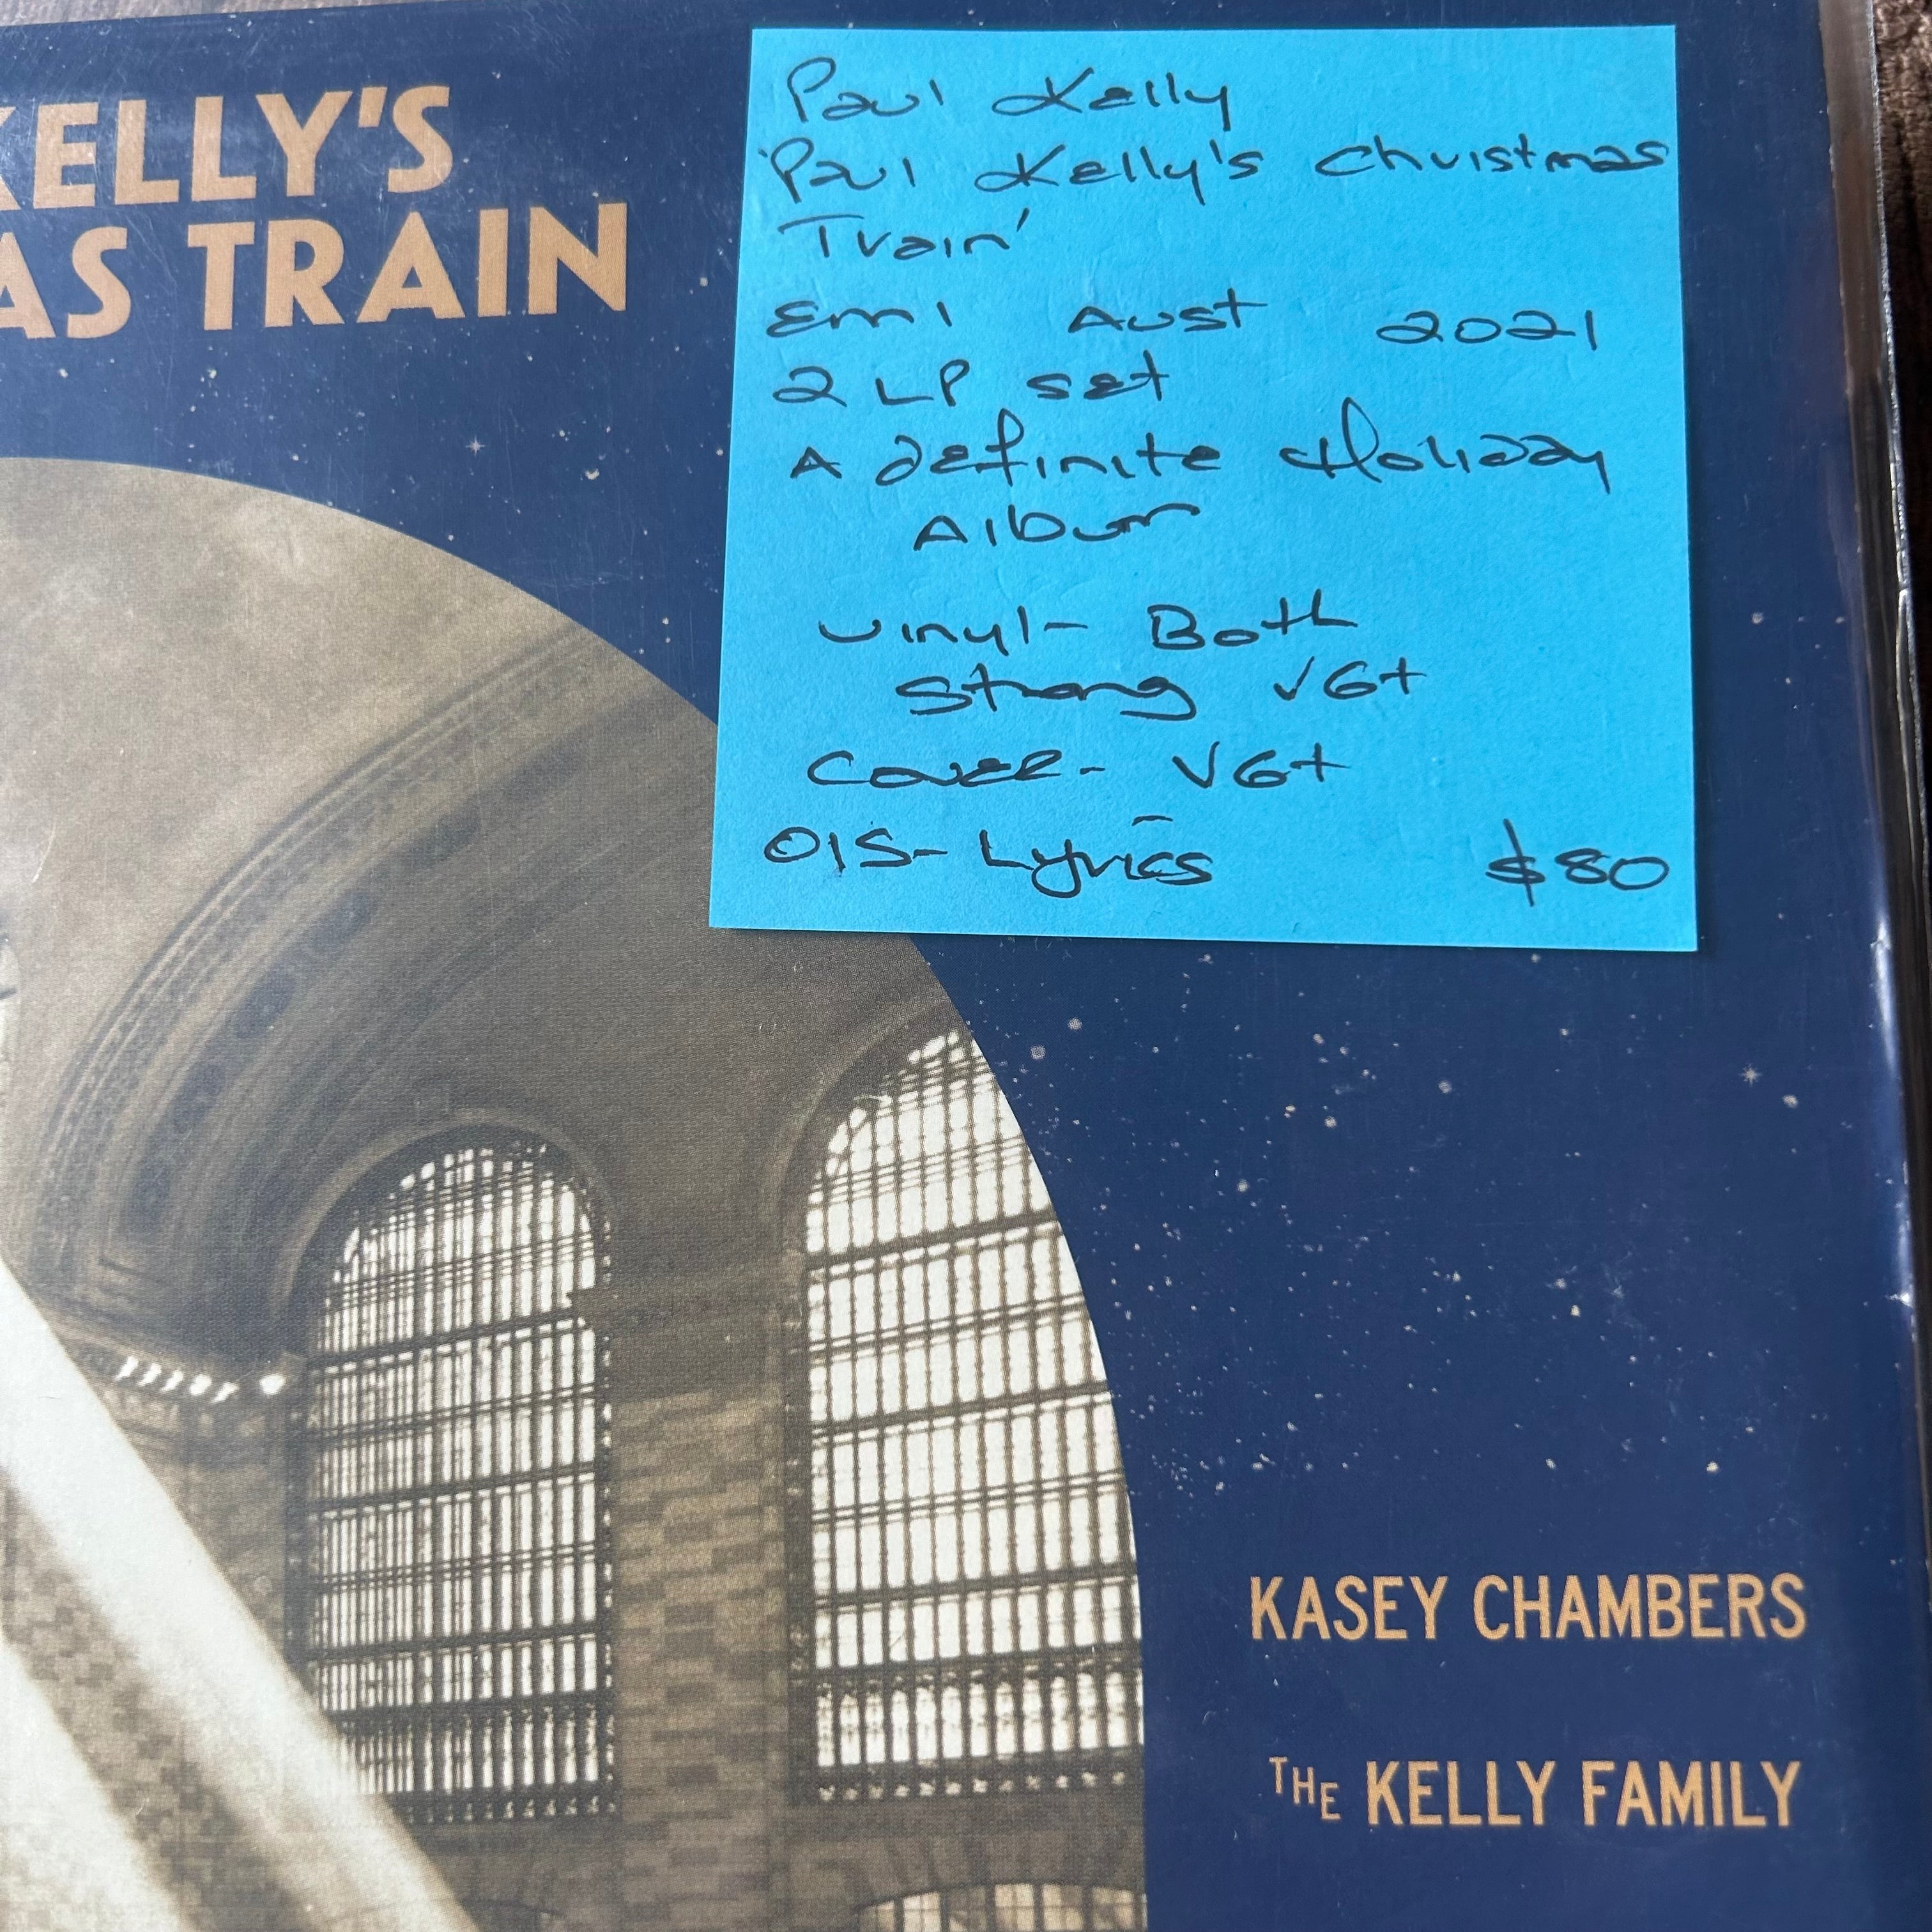 KELLY'S
AS TRAIN
Paul Kelly
'Paul Kelly's Christmas
Train'
EMI Aust 2021
2 LP set
A definite Holiday
Album
Vinyl- Both
Strong VG+
Cover- VG+
OIS- Lyrics $80
KASEY CHAMBERS
THE KELLY FAMILY